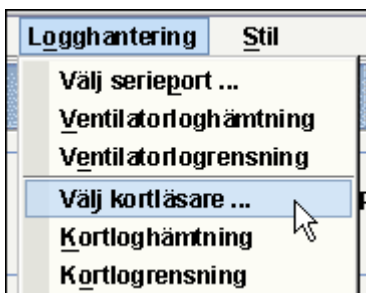 Logghantering Stil
Välj serieport ...
Ventilatorloghämtning
Ventilatorlogrensning
Välj kortläsare ...
Kortloghämtning
Kortlogrensning